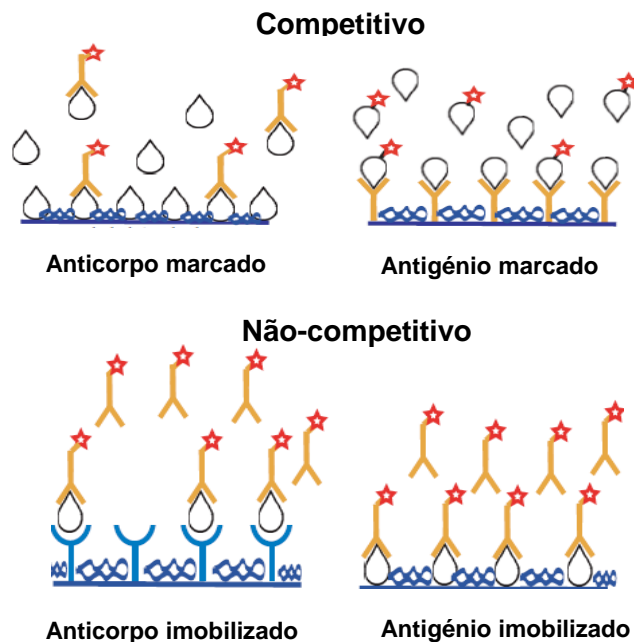 Competitivo
Anticorpo marcado
Antigénio marcado
Não-competitivo
Anticorpo imobilizado
Antigénio imobilizado